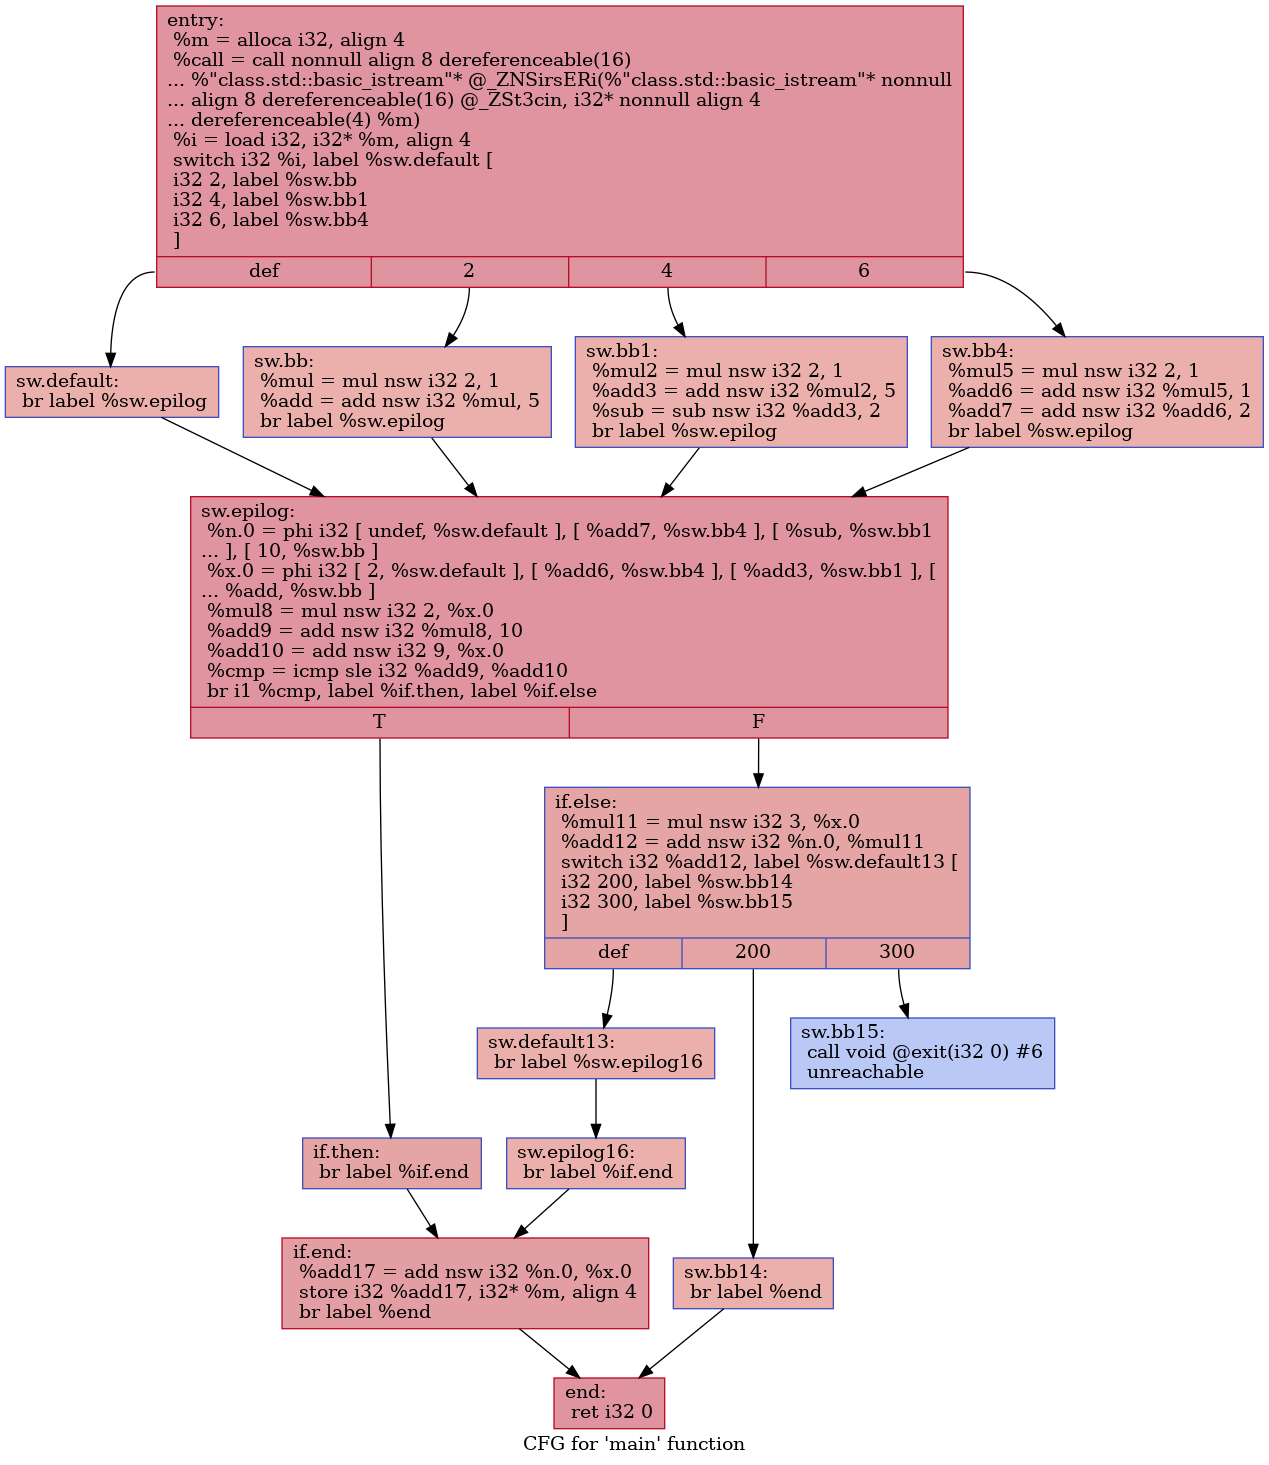 entry:
%m = alloca i32, align 4
%call = call nonnull align 8 dereferenceable(16)
... %"class.std::basic_istream"* @_ZNSirsERi(%"class.std::basic_istream"* nonnull
... align 8 dereferenceable(16) @_ZSt3cin, i32* nonnull align 4
... dereferenceable(4) %m)
%i = load i32, i32* %m, align 4
switch i32 %i, label %sw.default [
i32 2, label %sw.bb
i32 4, label %sw.bb1
i32 6, label %sw.bb4
]
def 2 4 6
sw.default:
br label %sw.epilog
sw.bb:
%mul = mul nsw i32 2, 1
%add = add nsw i32 %mul, 5
br label %sw.epilog
sw.bb1:
%mul2 = mul nsw i32 2, 1
%add3 = add nsw i32 %mul2, 5
%sub = sub nsw i32 %add3, 2
br label %sw.epilog
sw.bb4:
%mul5 = mul nsw i32 2, 1
%add6 = add nsw i32 %mul5, 1
%add7 = add nsw i32 %add6, 2
br label %sw.epilog
sw.epilog:
%n.0 = phi i32 [ undef, %sw.default ], [ %add7, %sw.bb4 ], [ %sub, %sw.bb1
... ], [ 10, %sw.bb ]
%x.0 = phi i32 [ 2, %sw.default ], [ %add6, %sw.bb4 ], [ %add3, %sw.bb1 ], [
... %add, %sw.bb ]
%mul8 = mul nsw i32 2, %x.0
%add9 = add nsw i32 %mul8, 10
%add10 = add nsw i32 9, %x.0
%cmp = icmp sle i32 %add9, %add10
br i1 %cmp, label %if.then, label %if.else
T F
if.else:
%mul11 = mul nsw i32 3, %x.0
%add12 = add nsw i32 %n.0, %mul11
switch i32 %add12, label %sw.default13 [
i32 200, label %sw.bb14
i32 300, label %sw.bb15
]
def 200 300
sw.default13:
br label %sw.epilog16
sw.bb15:
call void @exit(i32 0) #6
unreachable
if.then:
br label %if.end
sw.epilog16:
br label %if.end
if.end:
%add17 = add nsw i32 %n.0, %x.0
store i32 %add17, i32* %m, align 4
br label %end
sw.bb14:
br label %end
end:
ret i32 0
CFG for 'main' function